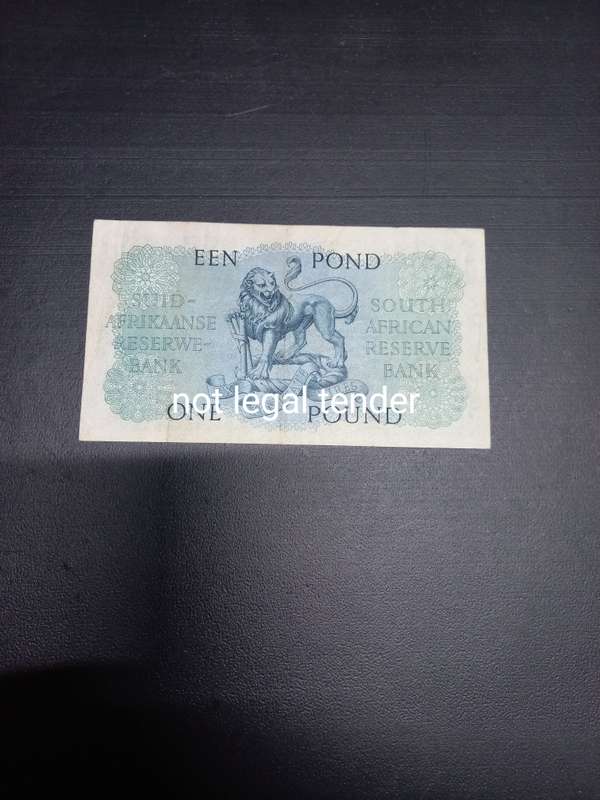 EEN POND
SUID-
AFRIKAANSE
RESERWE-
BANK
SOUTH
AFRICAN
RESERVE
BANK
not legal tender
ONE POUND